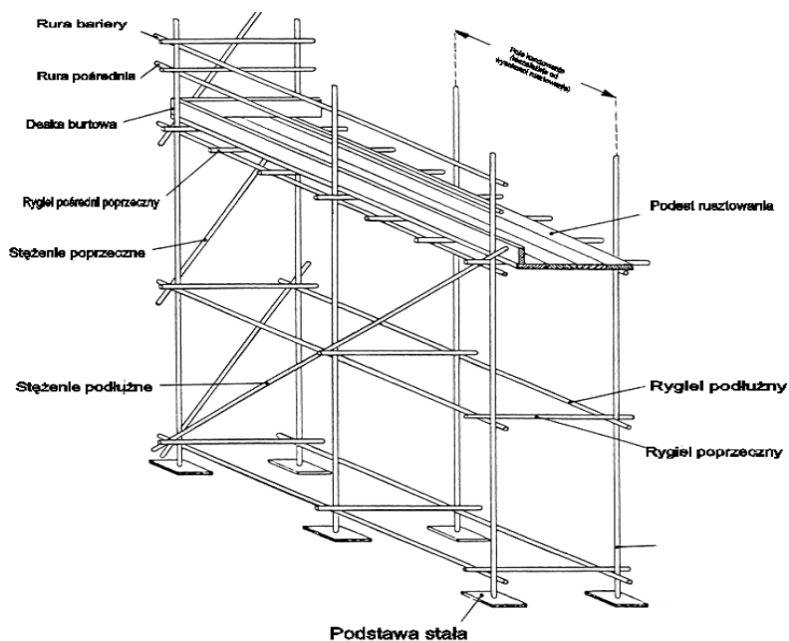 Rura bariery
Rura pośrednia
Deska burtowa
Rygiel pośredni poprzeczny
Stężenie poprzeczne
Stężenie podłużne
Podest rusztowania
Rygiel podłużny
Rygiel poprzeczny
Podstawa stała